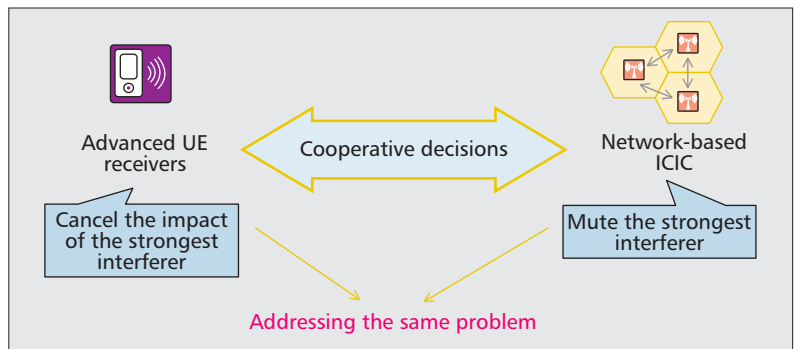 Advanced UE
receivers
Cooperative decisions
Network-based
ICIC
Cancel the impact
of the strongest
interferer
Mute the strongest
interferer
Addressing the same problem